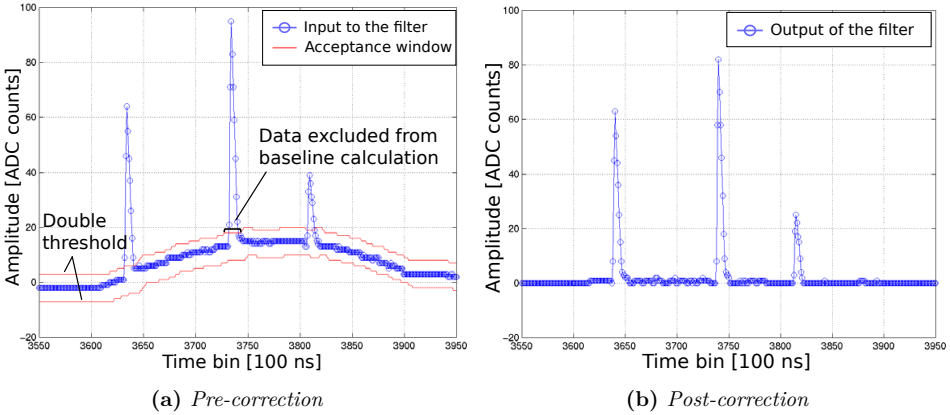 100
80
60
40
20
0
−20
3550
3600
3650
3700
3750
3800
3850
3900
3950
Amplitude [ADC counts]
Time bin [100 ns]
Input to the filter
Acceptance window
Data excluded from
baseline calculation
Double
threshold
(a) Pre-correction
100
80
60
40
20
0
−20
3550
3600
3650
3700
3750
3800
3850
3900
3950
Amplitude [ADC counts]
Time bin [100 ns]
Output of the filter
(b) Post-correction